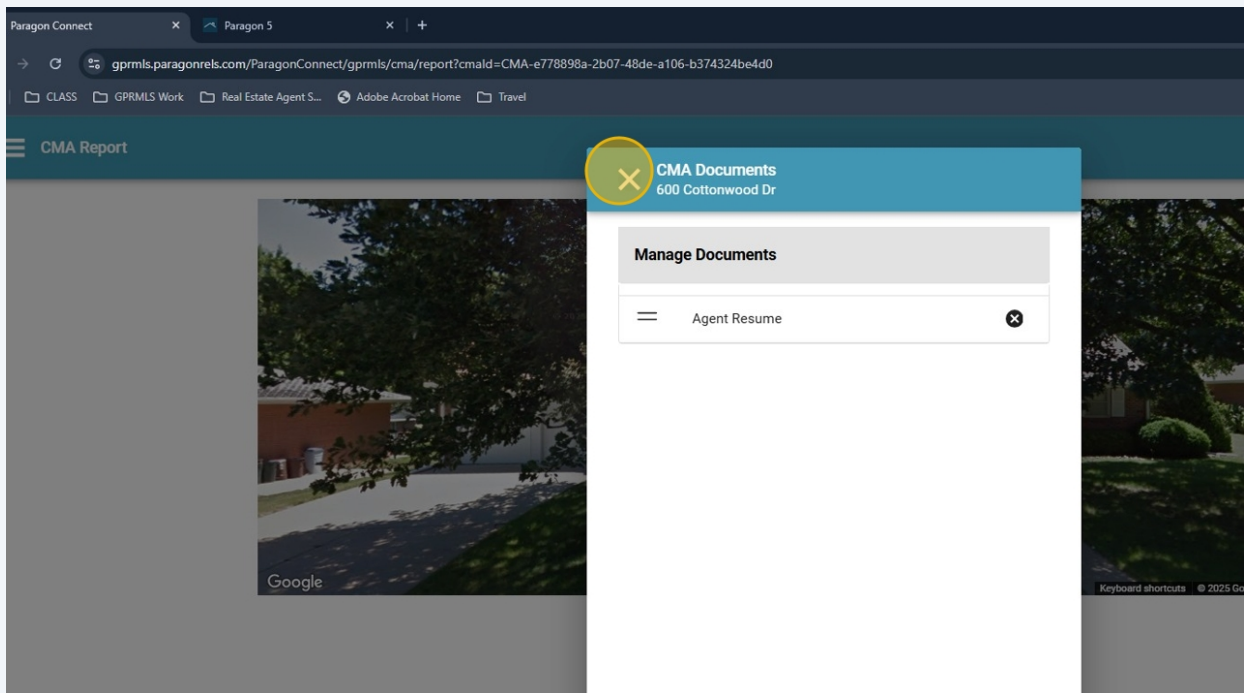 Paragon Connect
Paragon 5
gprmls.paragonrels.com/ParagonConnect/gprmls/cma/report?cmaId=CMA-e778898a-2b07-48de-a106-b374324be4d0
CLASS GPRMLS Work Real Estate Agent S... Adobe Acrobat Home Travel
CMA Report
CMA Documents
600 Cottonwood Dr
Manage Documents
Agent Resume
Google
Keyboard shortcuts © 2025 Go